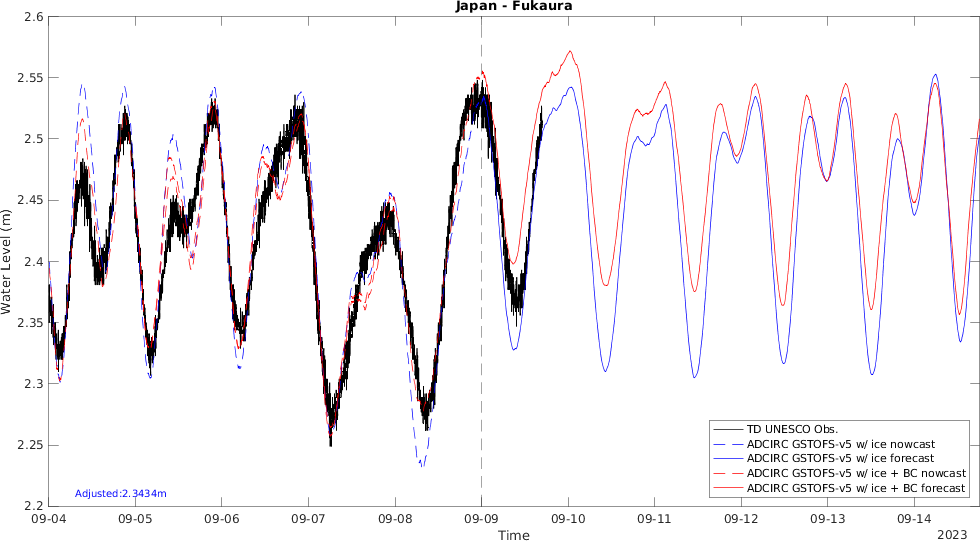 Japan - Fukaura
2.6
2.55
2.5
2.45
2.4
2.35
2.3
2.25
2.2
Water Level (m)
TD UNESCO Obs.
ADCIRC GSTOFS-v5 w/ ice nowcast
ADCIRC GSTOFS-v5 w/ ice forecast
ADCIRC GSTOFS-v5 w/ ice + BC nowcast
ADCIRC GSTOFS-v5 w/ ice + BC forecast
Adjusted:2.3434m
09-04 09-05 09-06 09-07 09-08 09-09 09-10 09-11 09-12 09-13 09-14
Time
2023